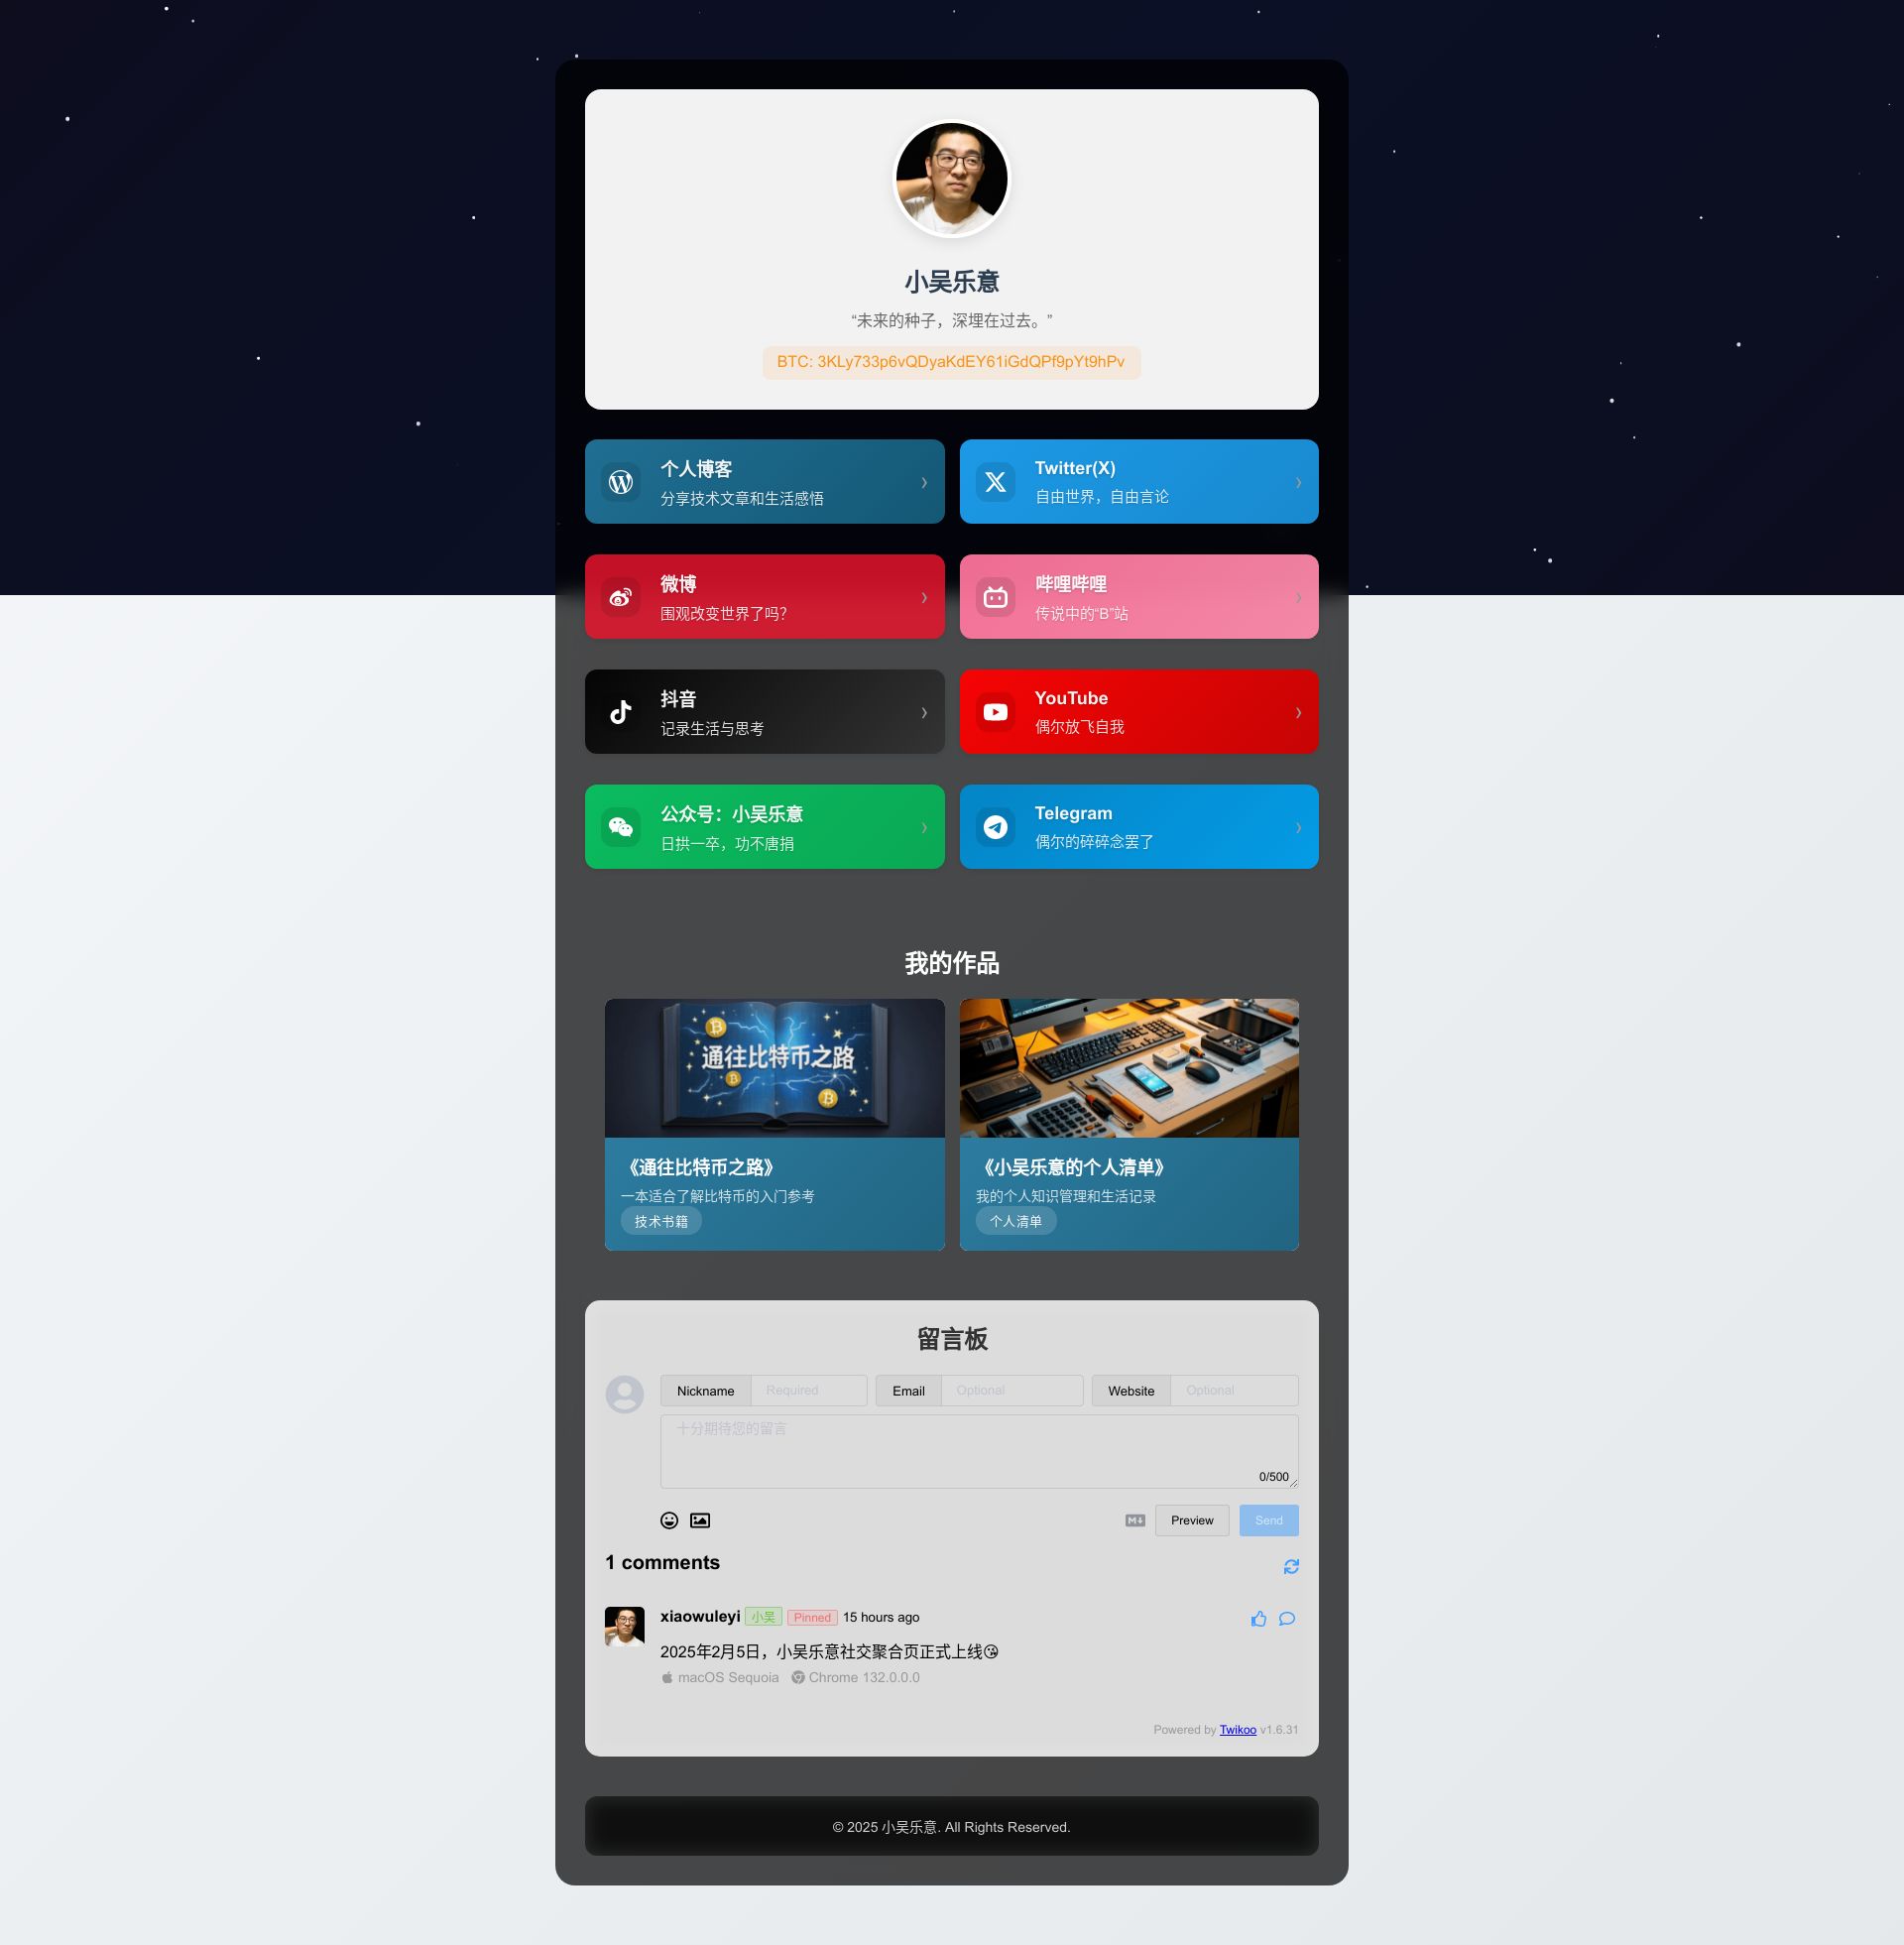 小吴乐意
“未来的种子，深埋在过去。”
BTC: 3KLy733p6vQDyaKdEY61iGdQPf9pYt9hPv
个人博客
分享技术文章和生活感悟
Twitter(X)
自由世界，自由言论
微博
围观改变世界了吗？
哔哩哔哩
传说中的“B”站
抖音
记录生活与思考
YouTube
偶尔放飞自我
公众号：小吴乐意
日拱一卒，功不唐捐
Telegram
偶尔的碎碎念罢了
我的作品
通往比特币之路
《通往比特币之路》
一本适合了解比特币的入门参考
技术书籍
《小吴乐意的个人清单》
我的个人知识管理和生活记录
个人清单
留言板
Nickname Required Email Optional Website Optional
十分期待您的留言
0/500
Preview Send
1 comments
xiaowuleyi 小吴 Pinned 15 hours ago
2025年2月5日，小吴乐意社交聚合页正式上线😘
macOS Sequoia Chrome 132.0.0.0
Powered by Twikoo v1.6.31
© 2025 小吴乐意. All Rights Reserved.